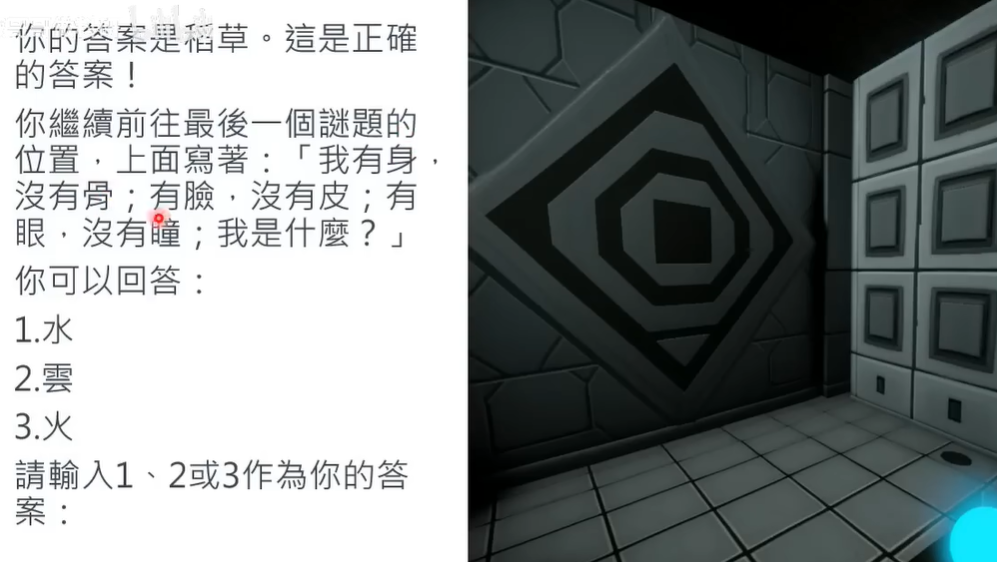 你的答案是稻草。這是正確
的答案！
你繼續前往最後一個謎題的
位置，上面寫著：「我有身，
沒有骨；有臉，沒有皮；有
眼，沒有瞳；我是什麼？」
你可以回答：
1.水
2.雲
3.火
請輸入1、2或3作為你的答
案：